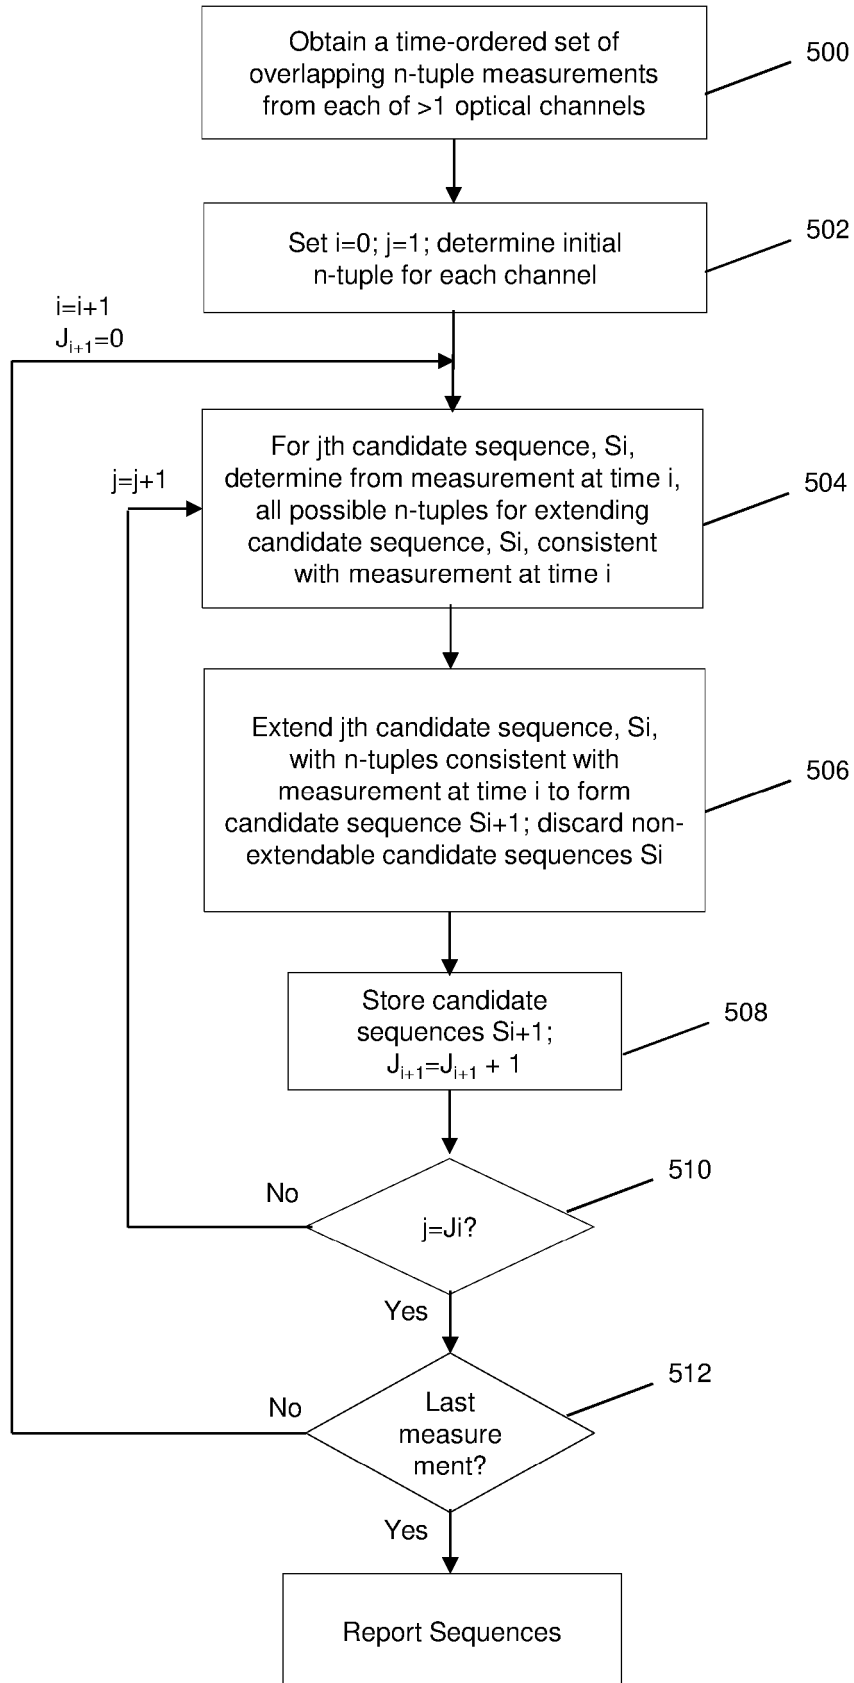 Obtain a time-ordered set of
overlapping n-tuple measurements
from each of >1 optical channels
500
Set i=0; j=1; determine initial
n-tuple for each channel
502
i=i+1
J_{i+1}=0
For jth candidate sequence, Si,
determine from measurement at time i,
all possible n-tuples for extending
candidate sequence, Si, consistent
with measurement at time i
504
j=j+1
Extend jth candidate sequence, Si,
with n-tuples consistent with
measurement at time i to form
candidate sequence Si+1; discard non-
extendable candidate sequences Si
506
Store candidate
sequences Si+1;
J_{i+1}=J_{i+1} + 1
508
j=Ji?
510
No
Yes
Last
measure
ment?
512
No
Yes
Report Sequences